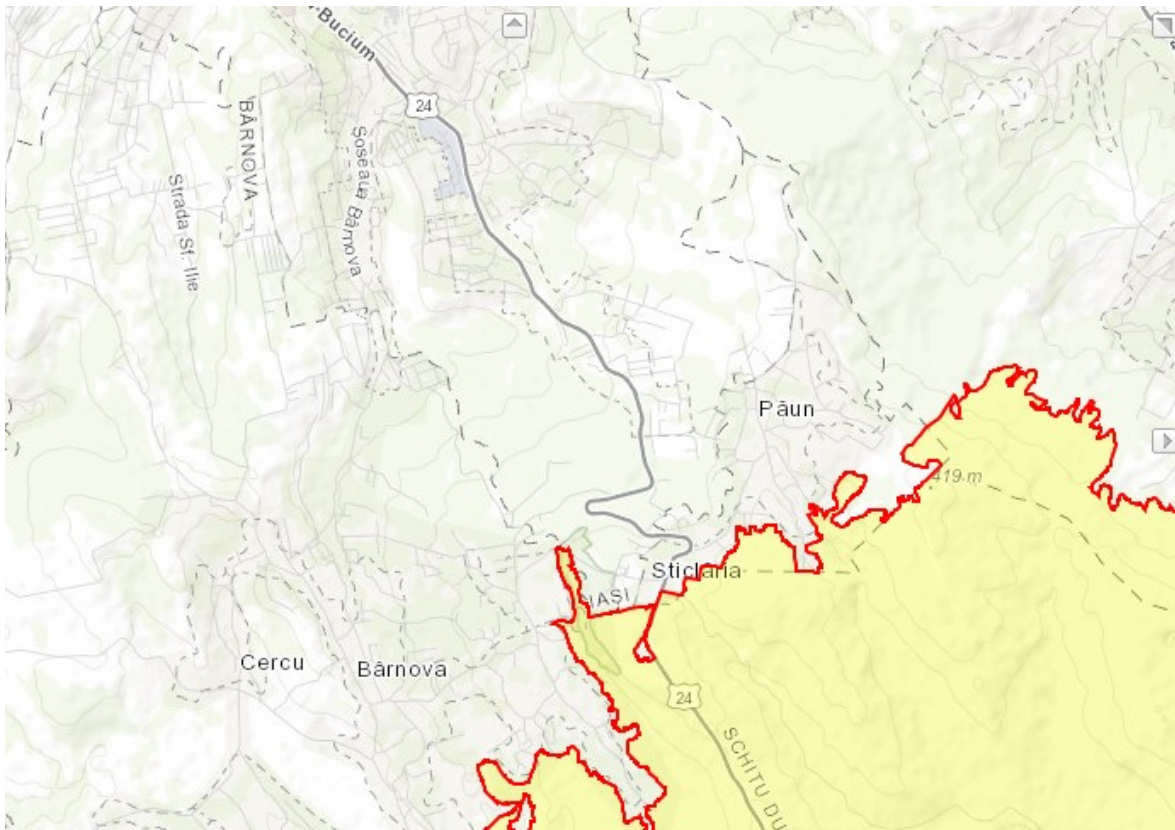 -Bucium
24
BÂRNOVA
Șoseaua Bârnova
Strada Sf. Ilie
Păun
419 m
Sticlaria
IAȘI
Cercu
Bârnova
24
SCHITU DU